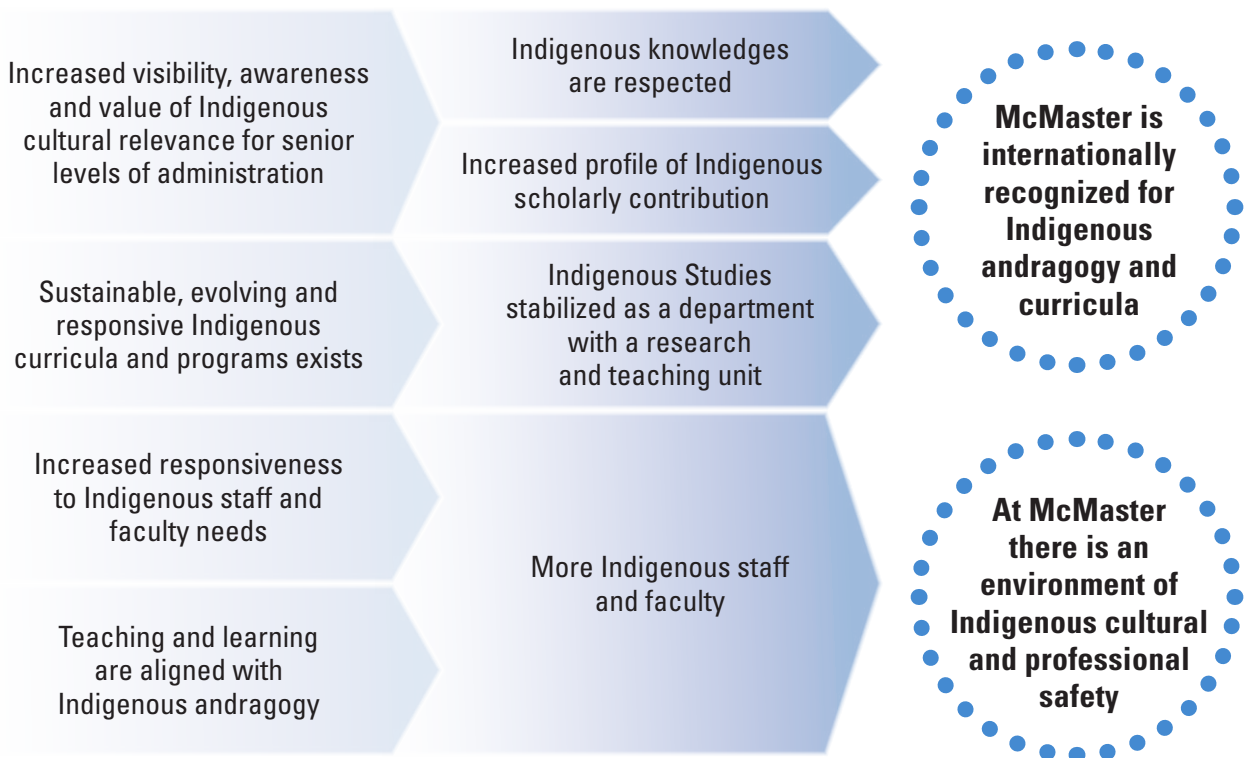 Increased visibility, awareness
and value of Indigenous
cultural relevance for senior
levels of administration
Sustainable, evolving and
responsive Indigenous
curricula and programs exists
Increased responsiveness
to Indigenous staff and
faculty needs
Teaching and learning
are aligned with
Indigenous andragogy
Indigenous knowledges
are respected
Increased profile of Indigenous
scholarly contribution
Indigenous Studies
stabilized as a department
with a research
and teaching unit
More Indigenous staff
and faculty
McMaster is
internationally
recognized for
Indigenous
andragogy and
curricula
At McMaster
there is an
environment of
Indigenous cultural
and professional
safety